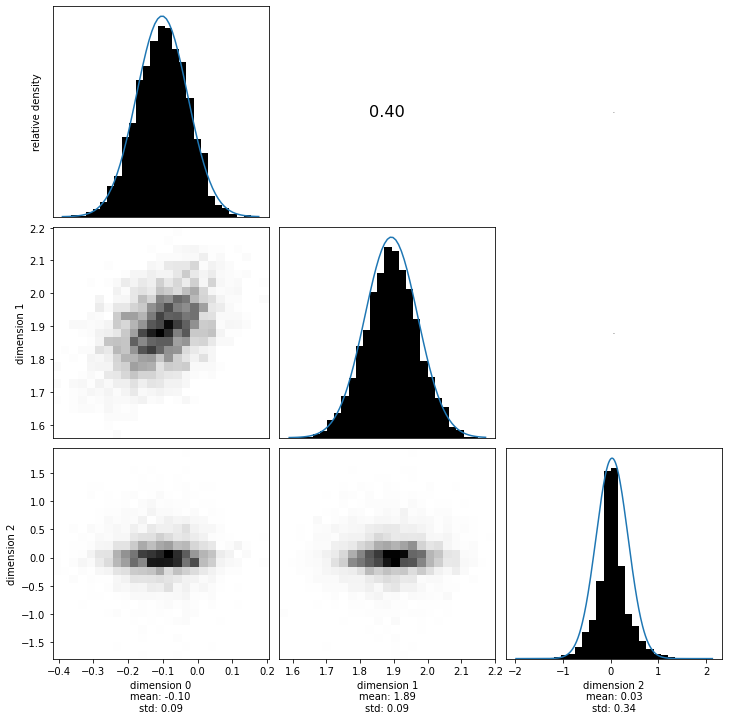 relative density
0.40
2.2
2.1
2.0
1.9
1.8
1.7
1.6
dimension 1
1.5
1.0
0.5
0.0
−0.5
−1.0
−1.5
dimension 2
−0.4 −0.3 −0.2 −0.1 0.0 0.1 0.2
dimension 0
mean: -0.10
std: 0.09
1.6 1.7 1.8 1.9 2.0 2.1 2.2
dimension 1
mean: 1.89
std: 0.09
−2 −1 0 1 2
dimension 2
mean: 0.03
std: 0.34